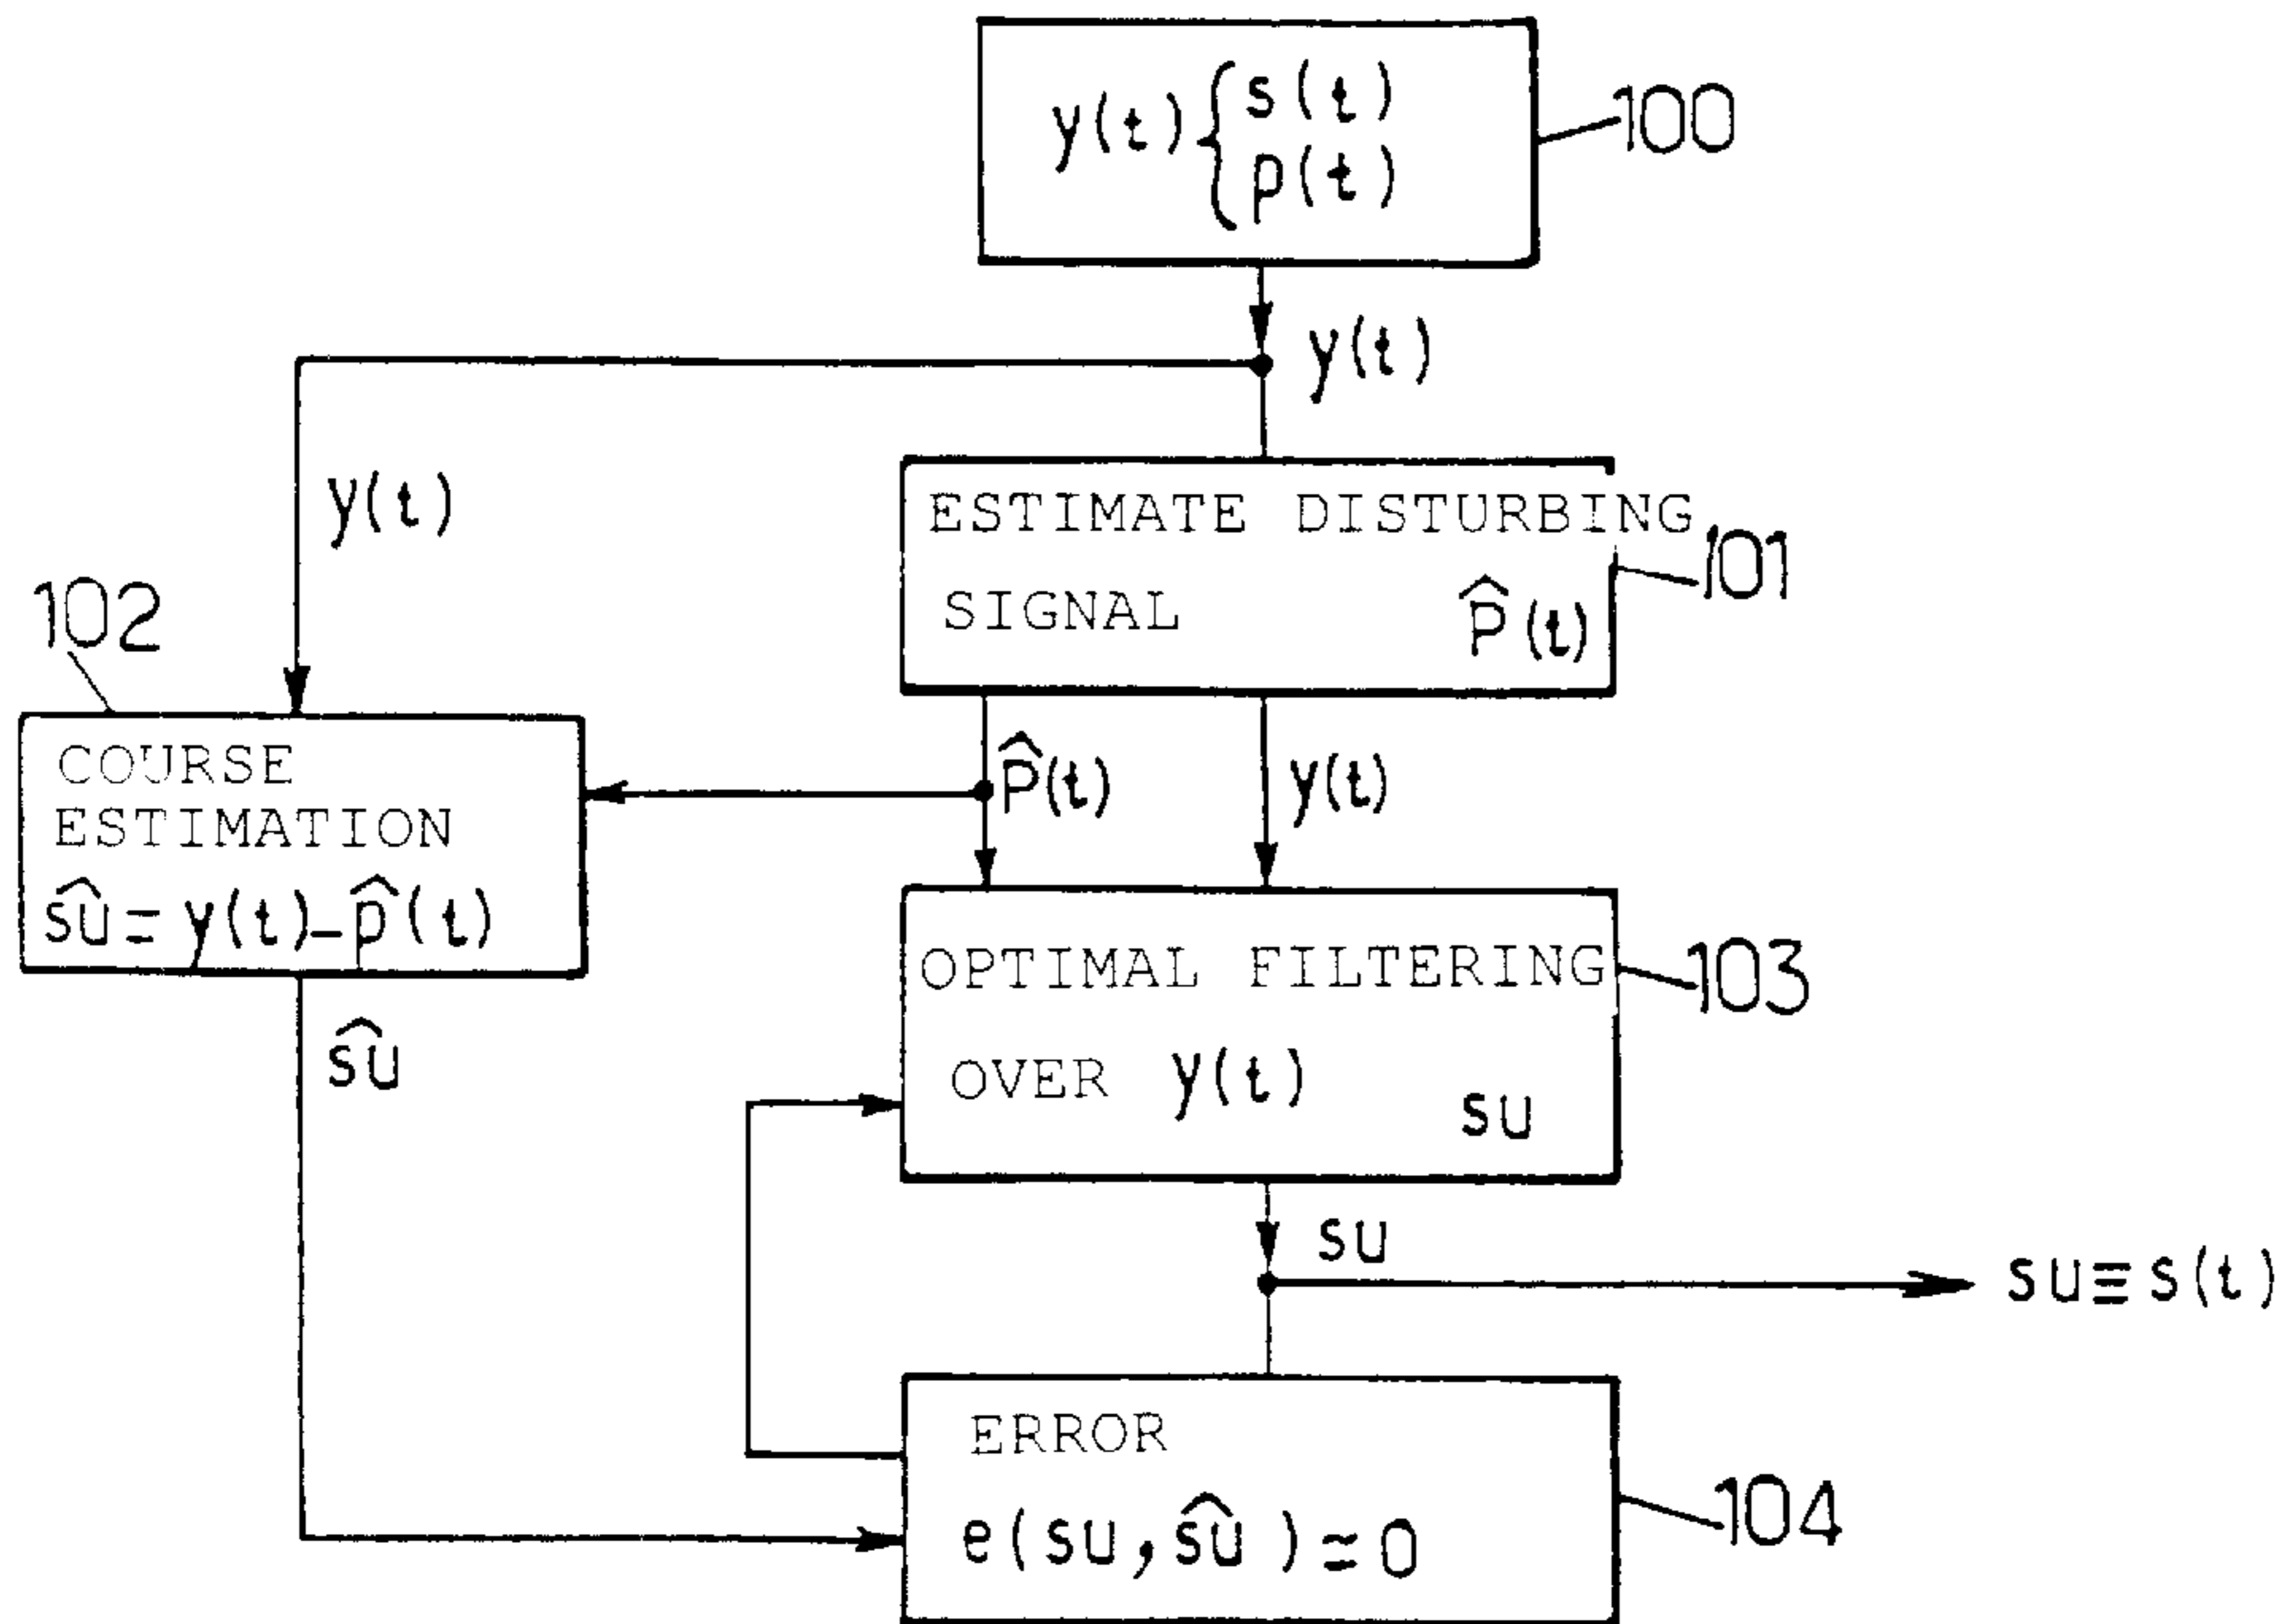 y(t) { s(t)
p(t)
100
y(t)
y(t)
ESTIMATE DISTURBING
SIGNAL P̂(t)
101
102
COURSE
ESTIMATION
ŝu = y(t) – p̂(t)
P̂(t)
y(t)
OPTIMAL FILTERING
OVER y(t) su
103
ŝu
su
su ≡ s(t)
ERROR
e(su, ŝu) ≃ 0
104